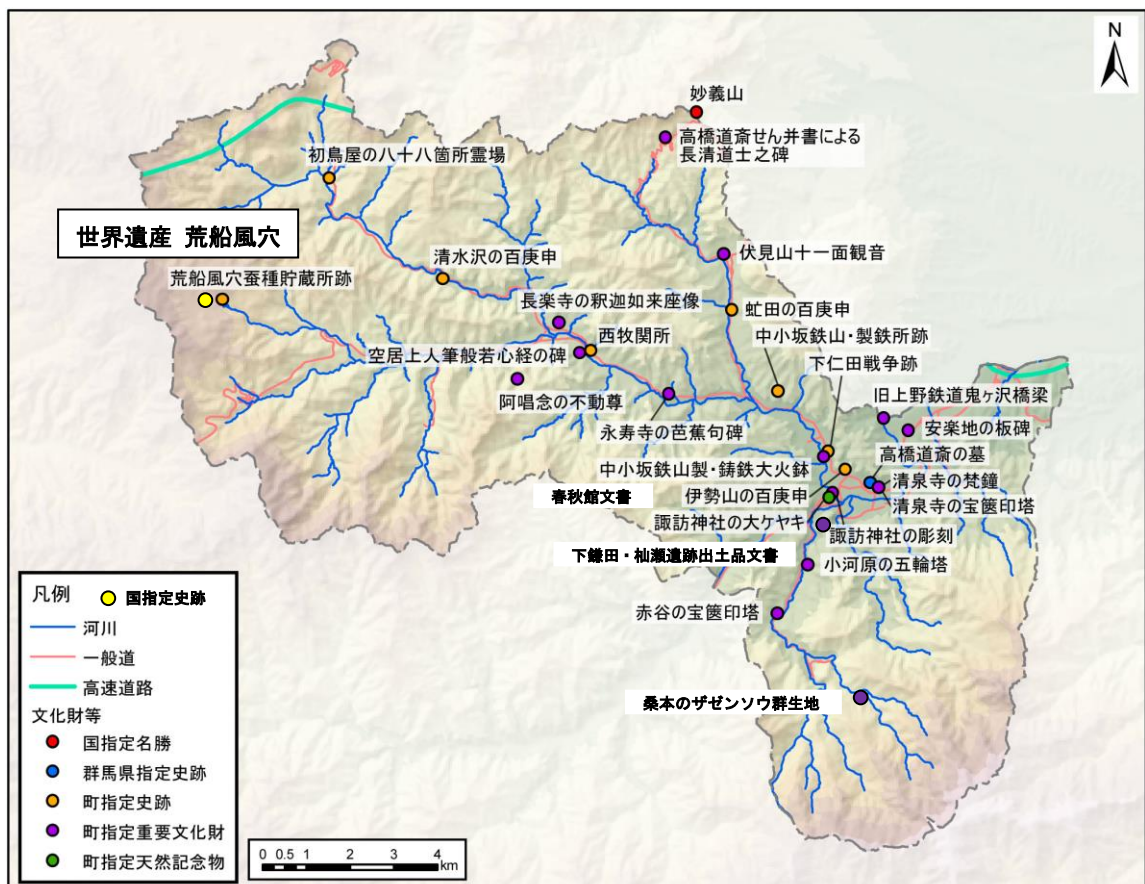 N
妙義山
高橋道斎せん并書による
長清道士之碑
初鳥屋の八十八箇所霊場
世界遺産 荒船風穴
清水沢の百庚申
伏見山十一面観音
荒船風穴蚕種貯蔵所跡
長楽寺の釈迦如来座像
虻田の百庚申
西牧関所
中小坂鉄山・製鉄所跡
空居上人筆般若心経の碑
下仁田戦争跡
阿唱念の不動尊
旧上野鉄道鬼ヶ沢橋梁
永寿寺の芭蕉句碑
安楽地の板碑
高橋道斎の墓
中小坂鉄山製・鋳鉄大火鉢
清泉寺の梵鐘
春秋館文書
伊勢山の百庚申
清泉寺の宝篋印塔
諏訪神社の大ケヤキ
諏訪神社の彫刻
下鎌田・杣瀬遺跡出土品文書
小河原の五輪塔
赤谷の宝篋印塔
桑本のザゼンソウ群生地
凡例
国指定史跡
河川
一般道
高速道路
文化財等
国指定名勝
群馬県指定史跡
町指定史跡
町指定重要文化財
町指定天然記念物
0 0.5 1 2 3 4
km